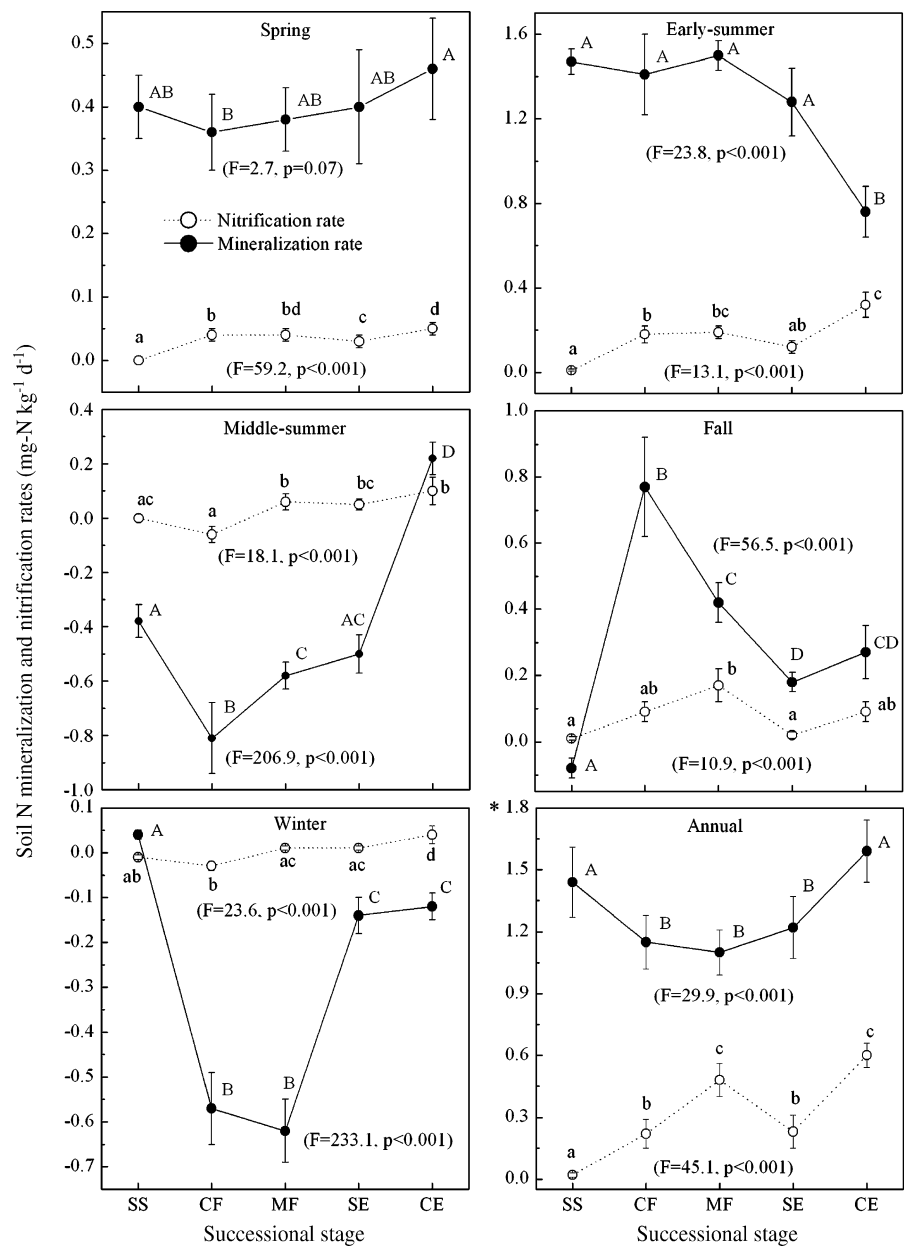 Soil N mineralization and nitrification rates (mg-N kg-1 d-1)
Spring
0.5
0.4
0.3
0.2
0.1
0.0
AB
B
AB
AB
A
(F=2.7, p=0.07)
Nitrification rate
Mineralization rate
a
b
bd
c
d
(F=59.2, p<0.001)
Early-summer
1.6
1.2
0.8
0.4
0.0
A
A
A
A
B
(F=23.8, p<0.001)
a
b
bc
ab
c
(F=13.1, p<0.001)
Middle-summer
0.4
0.2
0.0
-0.2
-0.4
-0.6
-0.8
-1.0
ac
a
b
bc
b
D
(F=18.1, p<0.001)
A
B
C
AC
(F=206.9, p<0.001)
Fall
1.0
0.8
0.6
0.4
0.2
0.0
B
(F=56.5, p<0.001)
C
D
CD
A
a
ab
b
a
ab
(F=10.9, p<0.001)
Winter
0.1
0.0
-0.1
-0.2
-0.3
-0.4
-0.5
-0.6
-0.7
A
ab
b
ac
ac
d
(F=23.6, p<0.001)
B
B
C
C
(F=233.1, p<0.001)
SS CF MF SE CE
Successional stage
*
Annual
1.8
1.5
1.2
0.9
0.6
0.3
0.0
A
B
B
B
A
(F=29.9, p<0.001)
a
b
c
b
c
(F=45.1, p<0.001)
SS CF MF SE CE
Successional stage